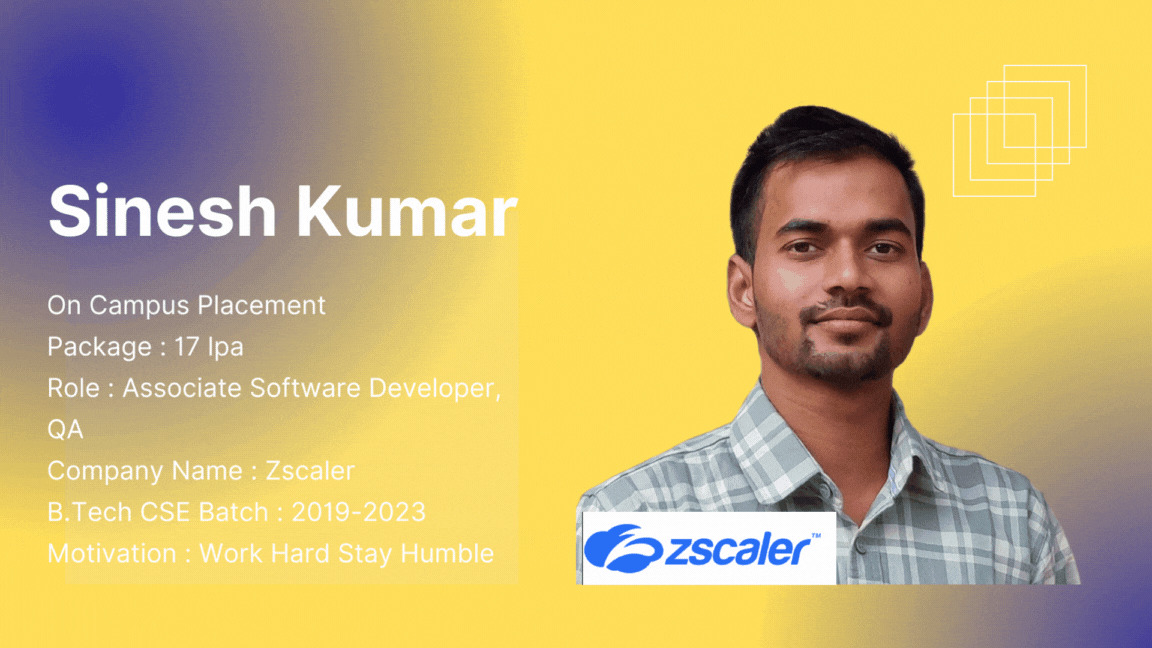 Sinesh Kumar
On Campus Placement
Package : 17 lpa
Role : Associate Software Developer,
QA
Company Name : Zscaler
B.Tech CSE Batch : 2019-2023
Motivation : Work Hard Stay Humble
zscaler™